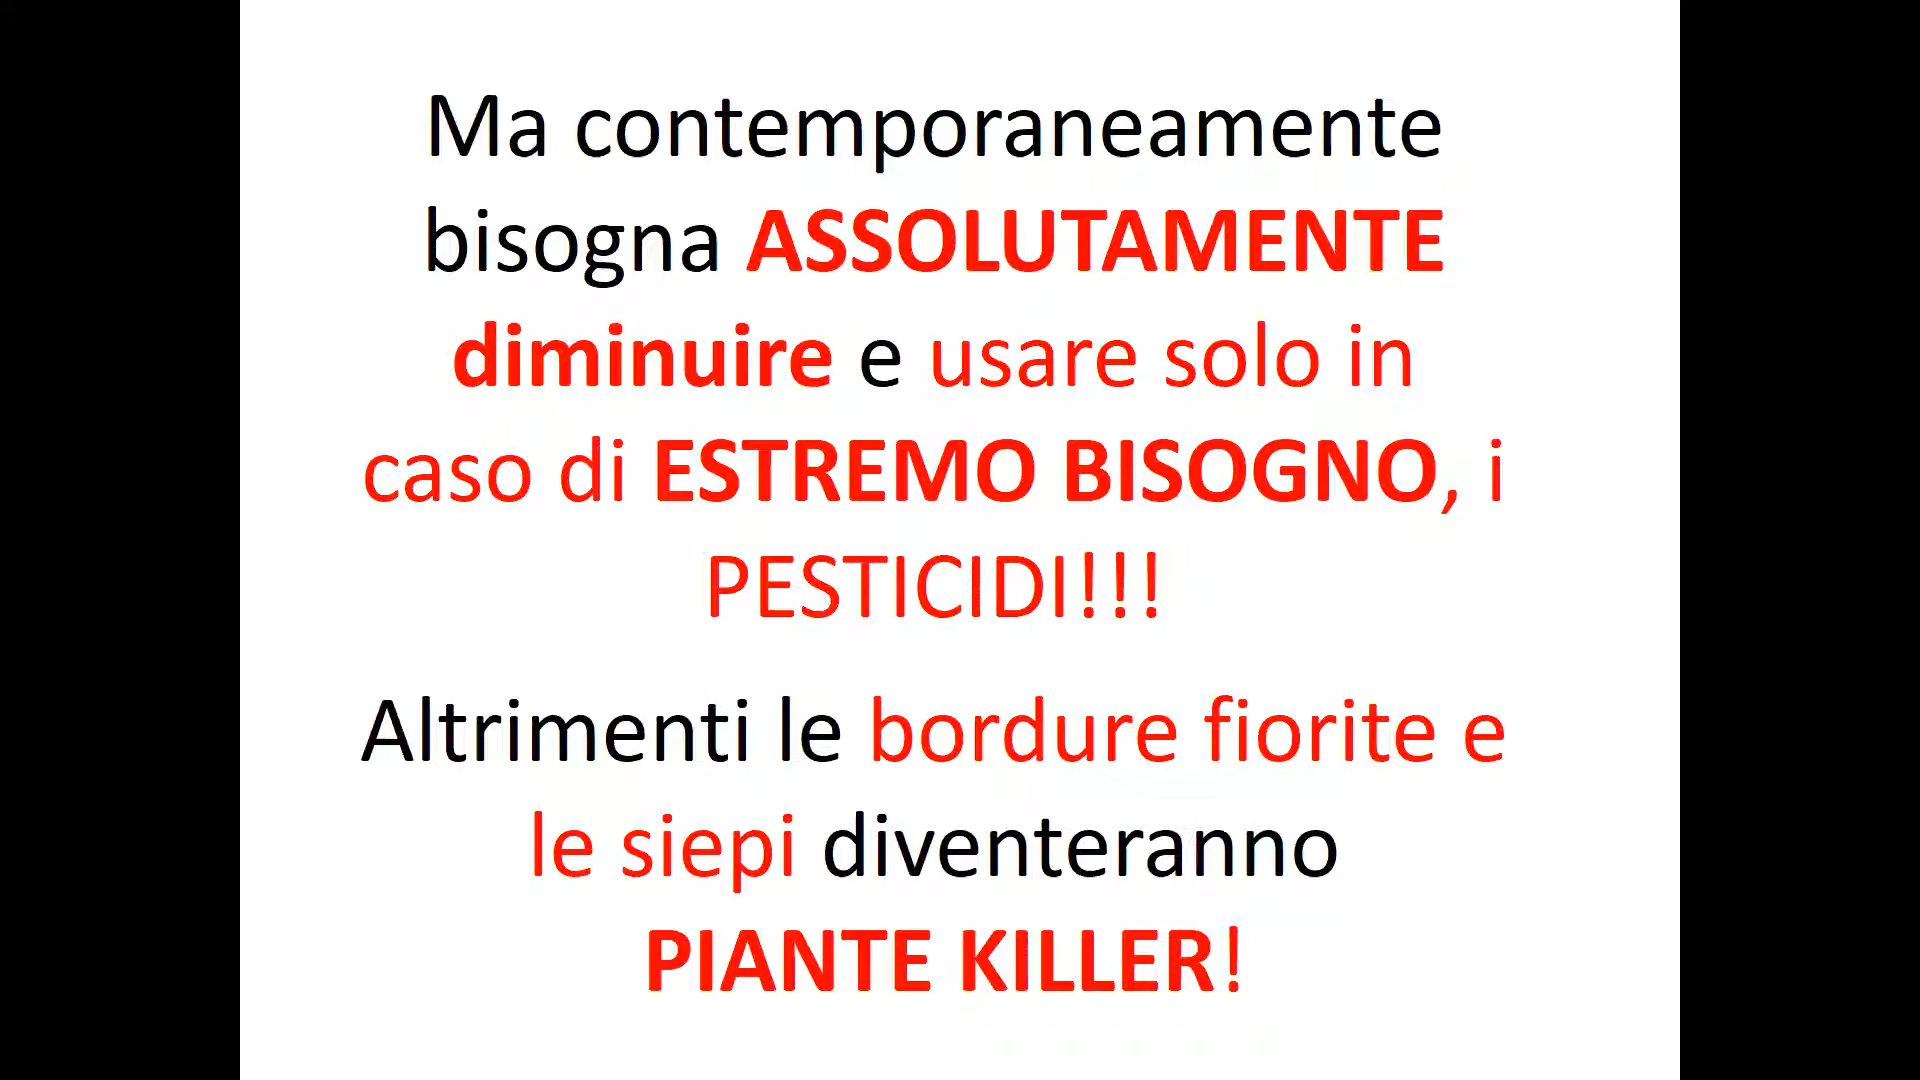 Ma contemporaneamente
bisogna ASSOLUTAMENTE
diminuire e usare solo in
caso di ESTREMO BISOGNO, i
PESTICIDI!!!
Altrimenti le bordure fiorite e
le siepi diventeranno
PIANTE KILLER!